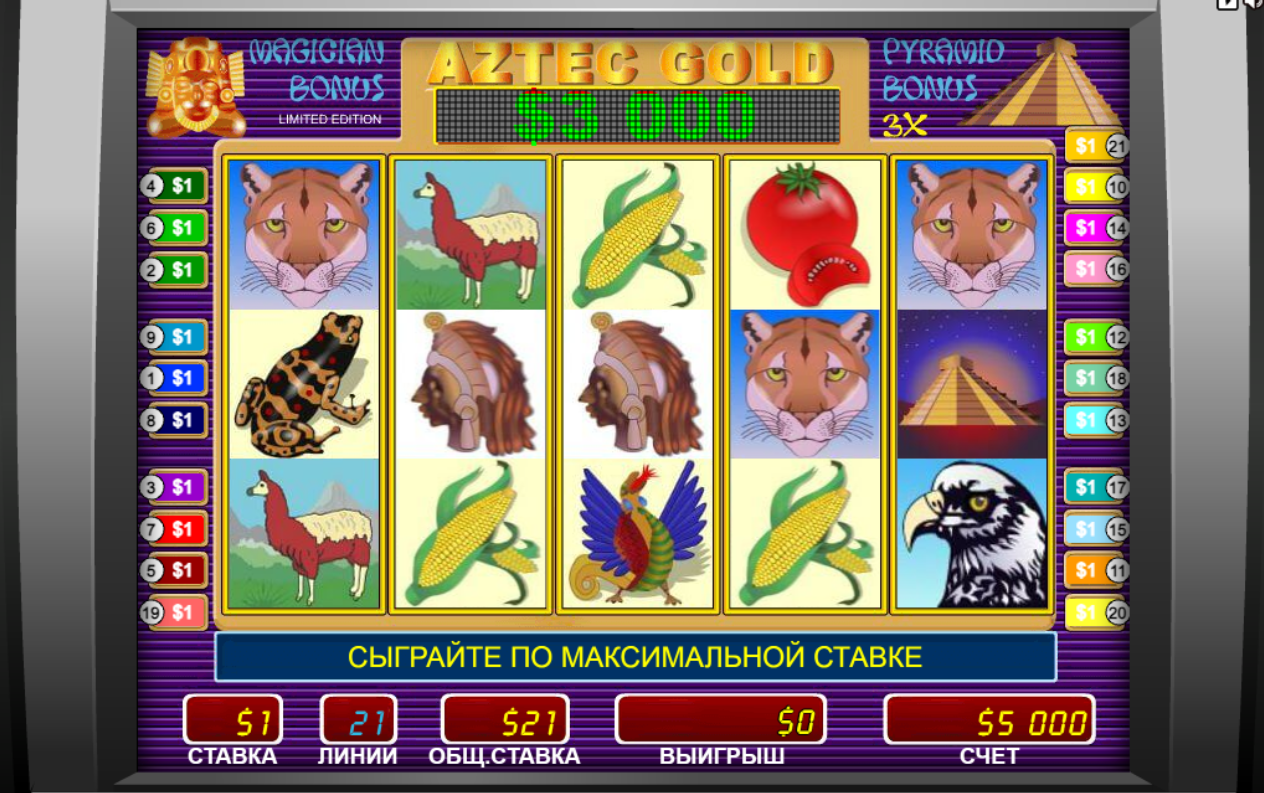 MAGICIAN
BONUS
LIMITED EDITION
AZTEC GOLD
$3 000
PYRAMID
BONUS
3X
$1 21
4 $1
$1 10
6 $1
$1 14
2 $1
$1 16
9 $1
$1 12
1 $1
$1 18
8 $1
$1 13
3 $1
$1 17
7 $1
$1 15
5 $1
$1 11
19 $1
$1 20
СЫГРАЙТЕ ПО МАКСИМАЛЬНОЙ СТАВКЕ
$1 21 $21 $0 $5 000
СТАВКА ЛИНИИ ОБЩ.СТАВКА ВЫИГРЫШ СЧЕТ